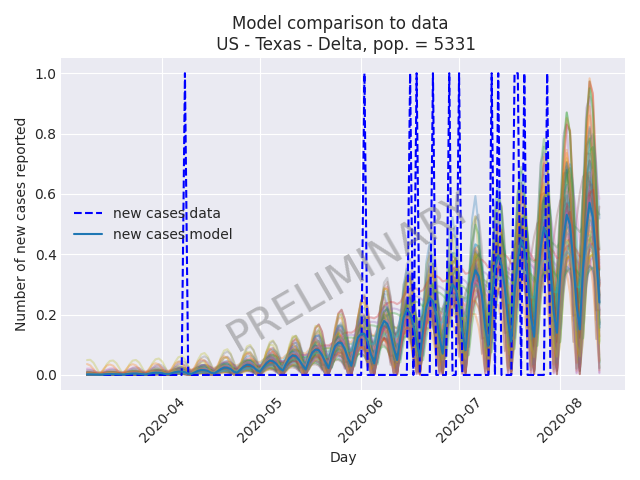 Model comparison to data
US - Texas - Delta, pop. = 5331
Number of new cases reported
1.0
0.8
0.6
0.4
0.2
0.0
new cases data
new cases model
PRELIMINARY
2020-04
2020-05
2020-06
2020-07
2020-08
Day